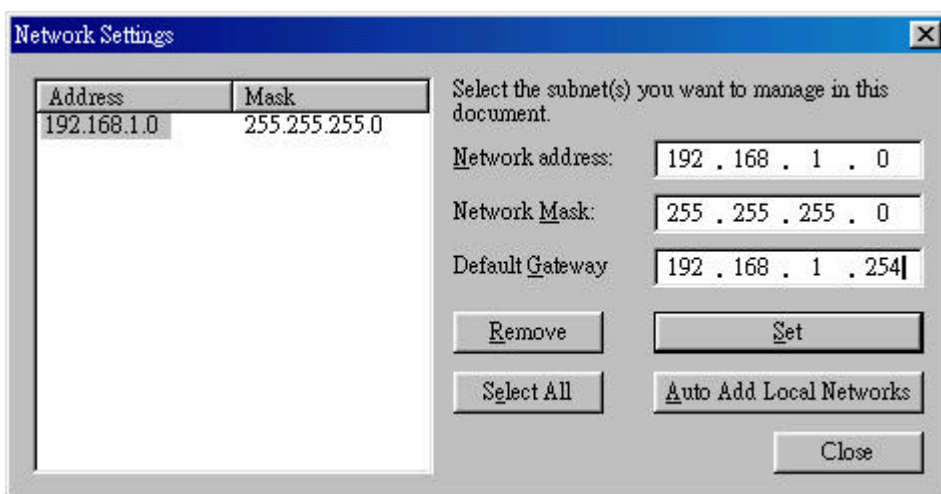 Network Settings
Address Mask
192.168.1.0 255.255.255.0
Select the subnet(s) you want to manage in this
document.
Network address: 192 . 168 . 1 . 0
Network Mask: 255 . 255 . 255 . 0
Default Gateway 192 . 168 . 1 . 254
Remove Set
Select All Auto Add Local Networks
Close